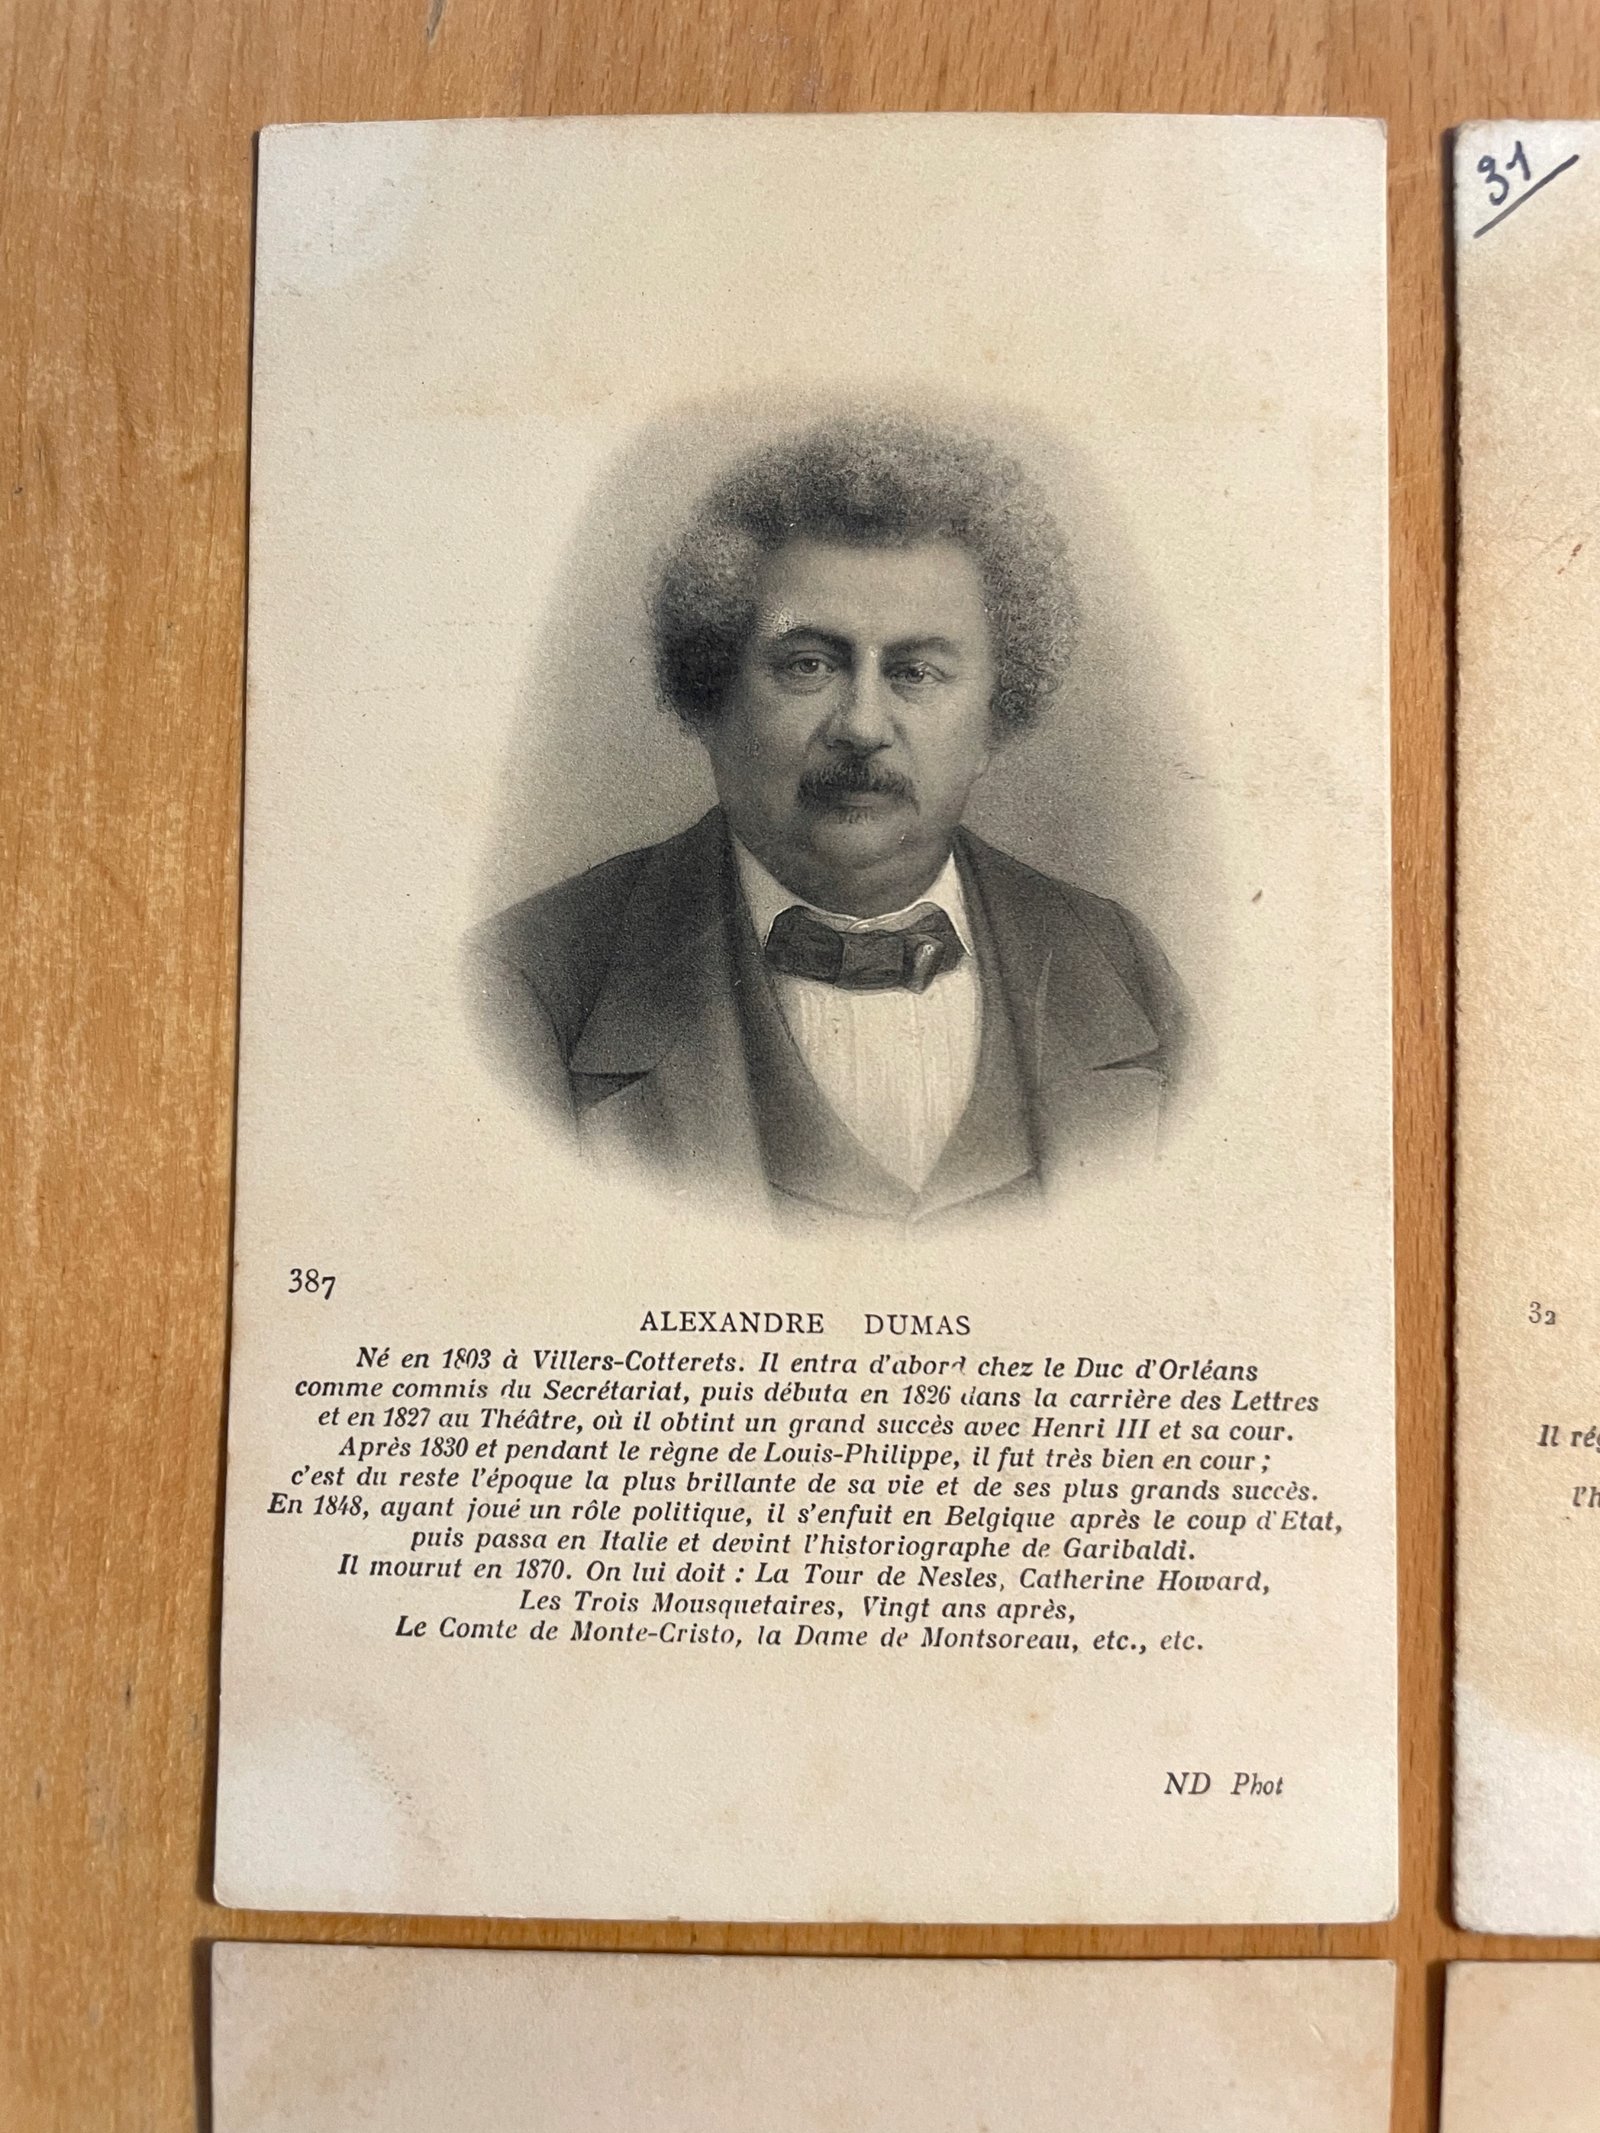 31
387
ALEXANDRE DUMAS
Né en 1803 à Villers-Cotterets. Il entra d'abord chez le Duc d'Orléans
comme commis du Secrétariat, puis débuta en 1826 dans la carrière des Lettres
et en 1827 au Théâtre, où il obtint un grand succès avec Henri III et sa cour.
Après 1830 et pendant le règne de Louis-Philippe, il fut très bien en cour ;
c'est du reste l'époque la plus brillante de sa vie et de ses plus grands succès.
En 1848, ayant joué un rôle politique, il s'enfuit en Belgique après le coup d'Etat,
puis passa en Italie et devint l'historiographe de Garibaldi.
Il mourut en 1870. On lui doit : La Tour de Nesles, Catherine Howard,
Les Trois Mousquetaires, Vingt ans après,
Le Comte de Monte-Cristo, la Dame de Montsoreau, etc., etc.
ND Phot
32
Il